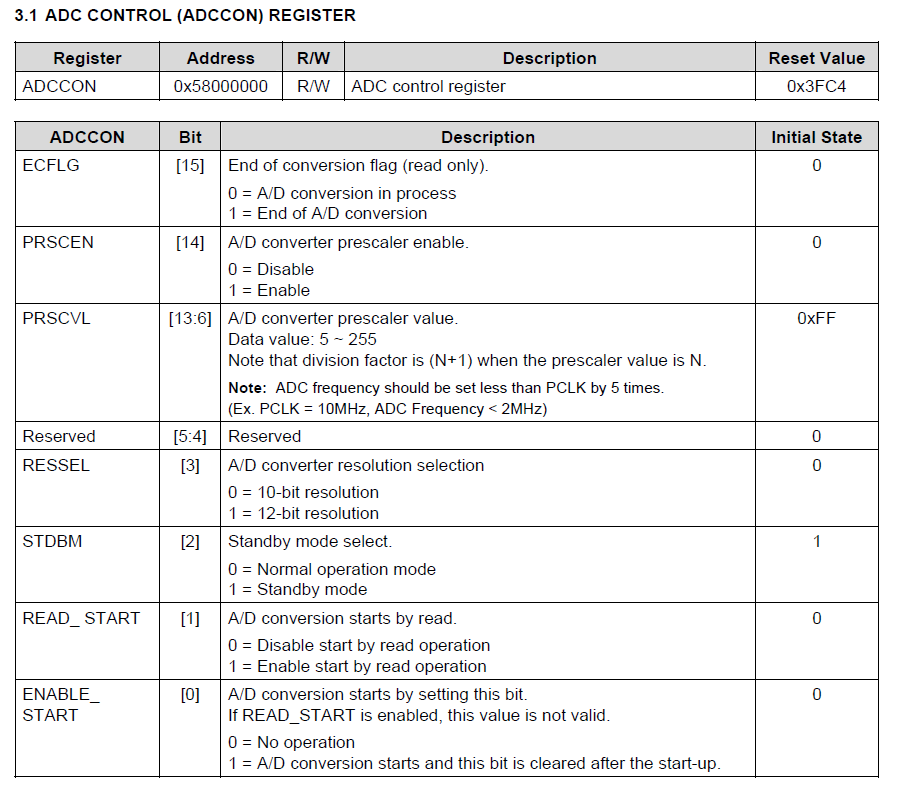 3.1 ADC CONTROL (ADCCON) REGISTER
Register Address R/W Description Reset Value
ADCCON 0x58000000 R/W ADC control register 0x3FC4
ADCCON Bit Description Initial State
ECFLG [15] End of conversion flag (read only). 0
0 = A/D conversion in process
1 = End of A/D conversion
PRSCEN [14] A/D converter prescaler enable. 0
0 = Disable
1 = Enable
PRSCVL [13:6] A/D converter prescaler value. 0xFF
Data value: 5 ~ 255
Note that division factor is (N+1) when the prescaler value is N.
Note: ADC frequency should be set less than PCLK by 5 times.
(Ex. PCLK = 10MHz, ADC Frequency < 2MHz)
Reserved [5:4] Reserved 0
RESSEL [3] A/D converter resolution selection 0
0 = 10-bit resolution
1 = 12-bit resolution
STDBM [2] Standby mode select. 1
0 = Normal operation mode
1 = Standby mode
READ_ START [1] A/D conversion starts by read. 0
0 = Disable start by read operation
1 = Enable start by read operation
ENABLE_ [0] A/D conversion starts by setting this bit. 0
START If READ_START is enabled, this value is not valid.
0 = No operation
1 = A/D conversion starts and this bit is cleared after the start-up.